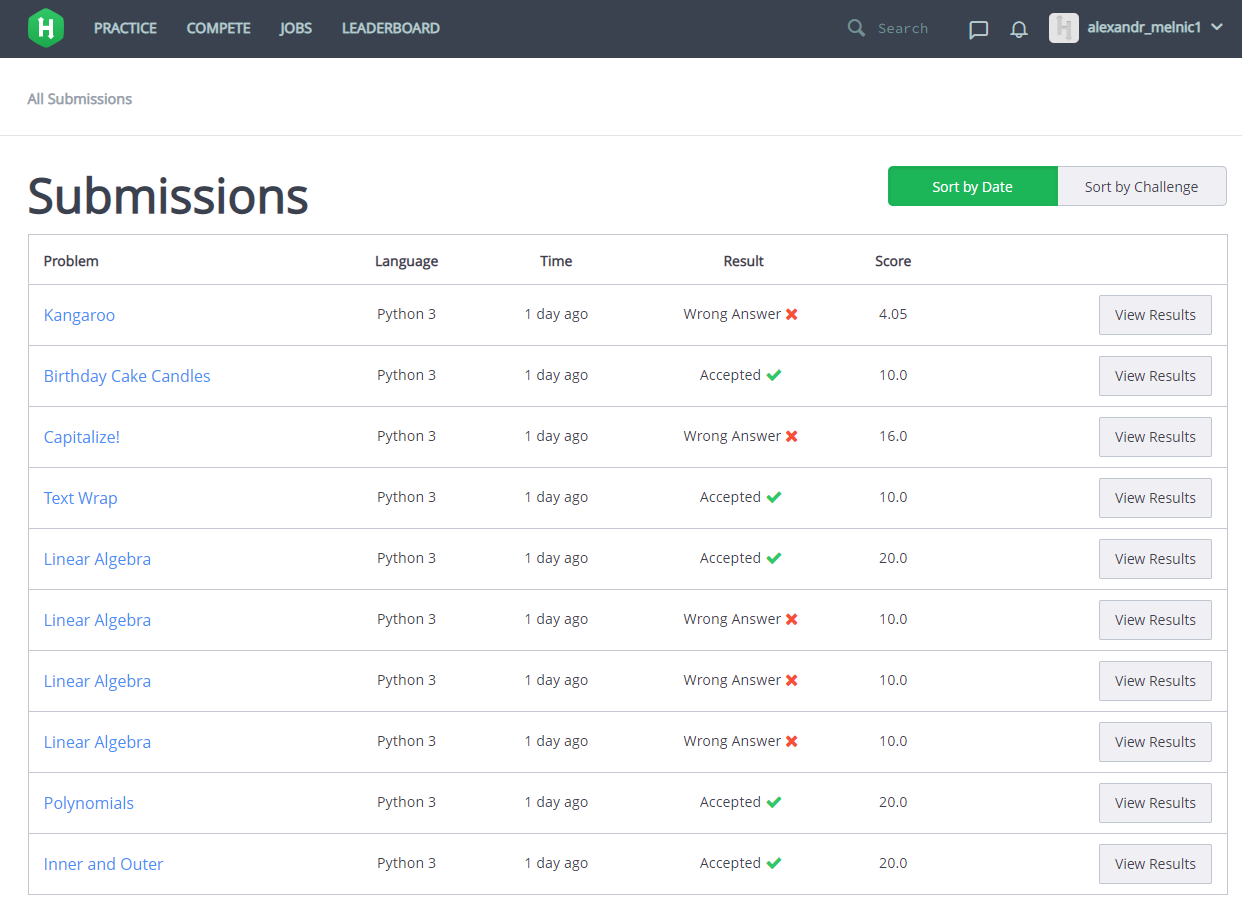 H PRACTICE COMPETE JOBS LEADERBOARD Search H alexandr_melnic1
All Submissions
Submissions
Sort by Date Sort by Challenge
Problem Language Time Result Score
Kangaroo Python 3 1 day ago Wrong Answer 4.05 View Results
Birthday Cake Candles Python 3 1 day ago Accepted 10.0 View Results
Capitalize! Python 3 1 day ago Wrong Answer 16.0 View Results
Text Wrap Python 3 1 day ago Accepted 10.0 View Results
Linear Algebra Python 3 1 day ago Accepted 20.0 View Results
Linear Algebra Python 3 1 day ago Wrong Answer 10.0 View Results
Linear Algebra Python 3 1 day ago Wrong Answer 10.0 View Results
Linear Algebra Python 3 1 day ago Wrong Answer 10.0 View Results
Polynomials Python 3 1 day ago Accepted 20.0 View Results
Inner and Outer Python 3 1 day ago Accepted 20.0 View Results